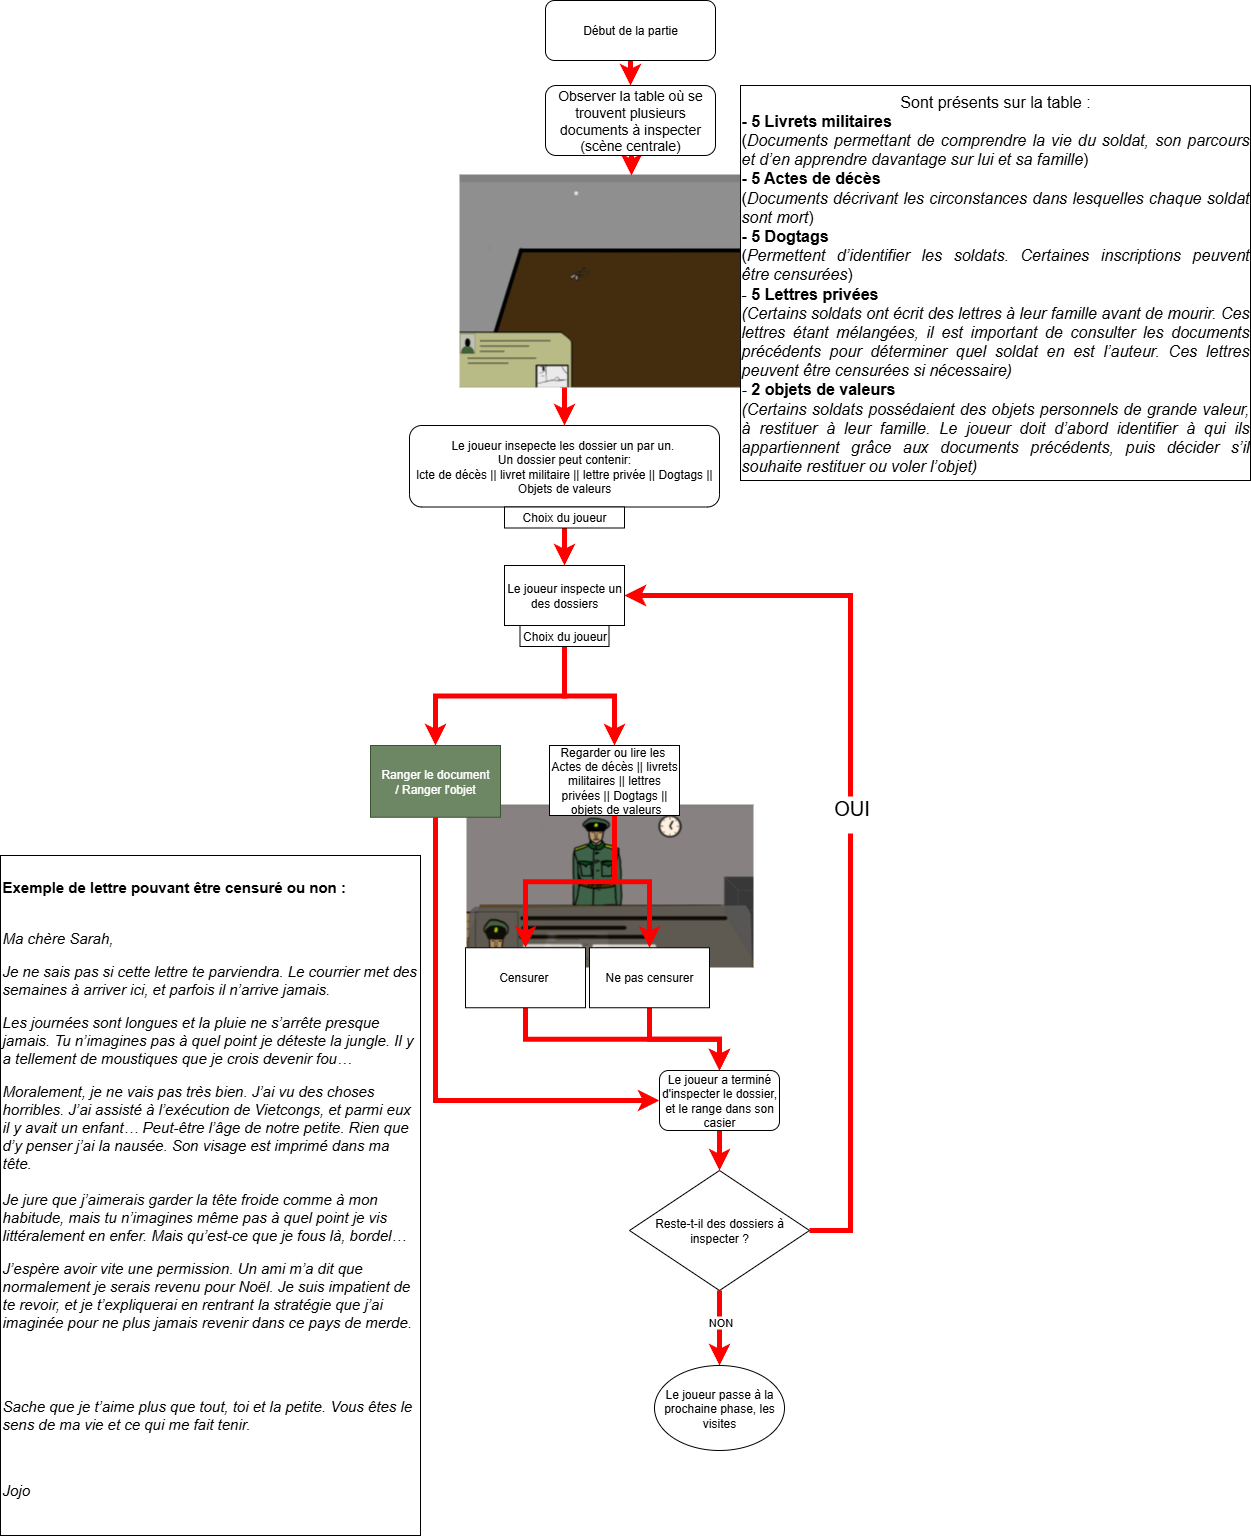 Début de la partie
Observer la table où se
trouvent plusieurs
documents à inspecter
(scène centrale)
Sont présents sur la table :
- 5 Livrets militaires
(Documents permettant de comprendre la vie du soldat, son parcours
et d’en apprendre davantage sur lui et sa famille)
- 5 Actes de décès
(Documents décrivant les circonstances dans lesquelles chaque soldat
sont mort)
- 5 Dogtags
(Permettent d’identifier les soldats. Certaines inscriptions peuvent
être censurées)
- 5 Lettres privées
(Certains soldats ont écrit des lettres à leur famille avant de mourir. Ces
lettres étant mélangées, il est important de consulter les documents
précédents pour déterminer quel soldat en est l’auteur. Ces lettres
peuvent être censurées si nécessaire)
- 2 objets de valeurs
(Certains soldats possédaient des objets personnels de grande valeur,
à restituer à leur famille. Le joueur doit d’abord identifier à qui ils
appartiennent grâce aux documents précédents, puis décider s’il
souhaite restituer ou voler l’objet)
Le joueur insepecte les dossier un par un.
Un dossier peut contenir:
Icte de décès || livret militaire || lettre privée || Dogtags ||
Objets de valeurs
Choix du joueur
Le joueur inspecte un
des dossiers
Choix du joueur
Ranger le document
/ Ranger l'objet
Regarder ou lire les
Actes de décès || livrets
militaires || lettres
privées || Dogtags ||
objets de valeurs
OUI
Censurer
Ne pas censurer
Le joueur a terminé
d'inspecter le dossier,
et le range dans son
casier
Reste-t-il des dossiers à
inspecter ?
NON
Le joueur passe à la
prochaine phase, les
visites
Exemple de lettre pouvant être censuré ou non :
Ma chère Sarah,
Je ne sais pas si cette lettre te parviendra. Le courrier met des
semaines à arriver ici, et parfois il n’arrive jamais.
Les journées sont longues et la pluie ne s’arrête presque
jamais. Tu n’imagines pas à quel point je déteste la jungle. Il y
a tellement de moustiques que je crois devenir fou…
Moralement, je ne vais pas très bien. J’ai vu des choses
horribles. J’ai assisté à l’exécution de Vietcongs, et parmi eux
il y avait un enfant… Peut-être l’âge de notre petite. Rien que
d’y penser j’ai la nausée. Son visage est imprimé dans ma
tête.
Je jure que j’aimerais garder la tête froide comme à mon
habitude, mais tu n’imagines même pas à quel point je vis
littéralement en enfer. Mais qu’est-ce que je fous là, bordel…
J’espère avoir vite une permission. Un ami m’a dit que
normalement je serais revenu pour Noël. Je suis impatient de
te revoir, et je t’expliquerai en rentrant la stratégie que j’ai
imaginée pour ne plus jamais revenir dans ce pays de merde.
Sache que je t’aime plus que tout, toi et la petite. Vous êtes le
sens de ma vie et ce qui me fait tenir.
Jojo